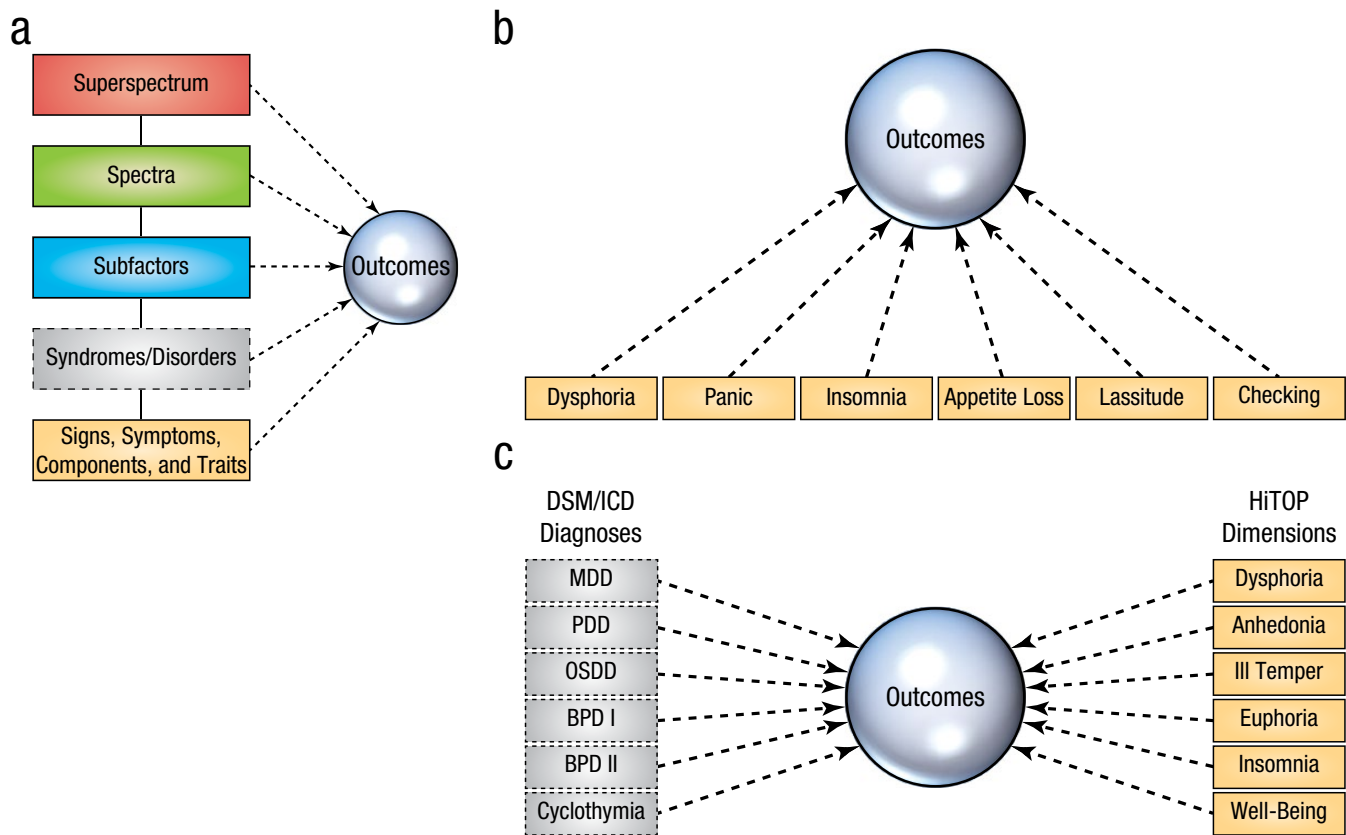 a
Superspectrum
Spectra
Subfactors
Syndromes/Disorders
Signs, Symptoms,
Components, and Traits
Outcomes
b
Outcomes
Dysphoria
Panic
Insomnia
Appetite Loss
Lassitude
Checking
c
DSM/ICD
Diagnoses
MDD
PDD
OSDD
BPD I
BPD II
Cyclothymia
Outcomes
HiTOP
Dimensions
Dysphoria
Anhedonia
Ill Temper
Euphoria
Insomnia
Well-Being